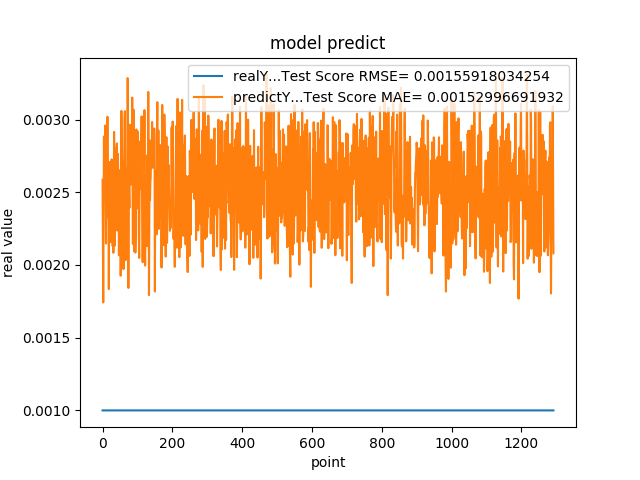 model predict
realY...Test Score RMSE= 0.00155918034254
predictY...Test Score MAE= 0.00152996691932
0.0030
0.0025
0.0020
0.0015
0.0010
real value
0 200 400 600 800 1000 1200
point